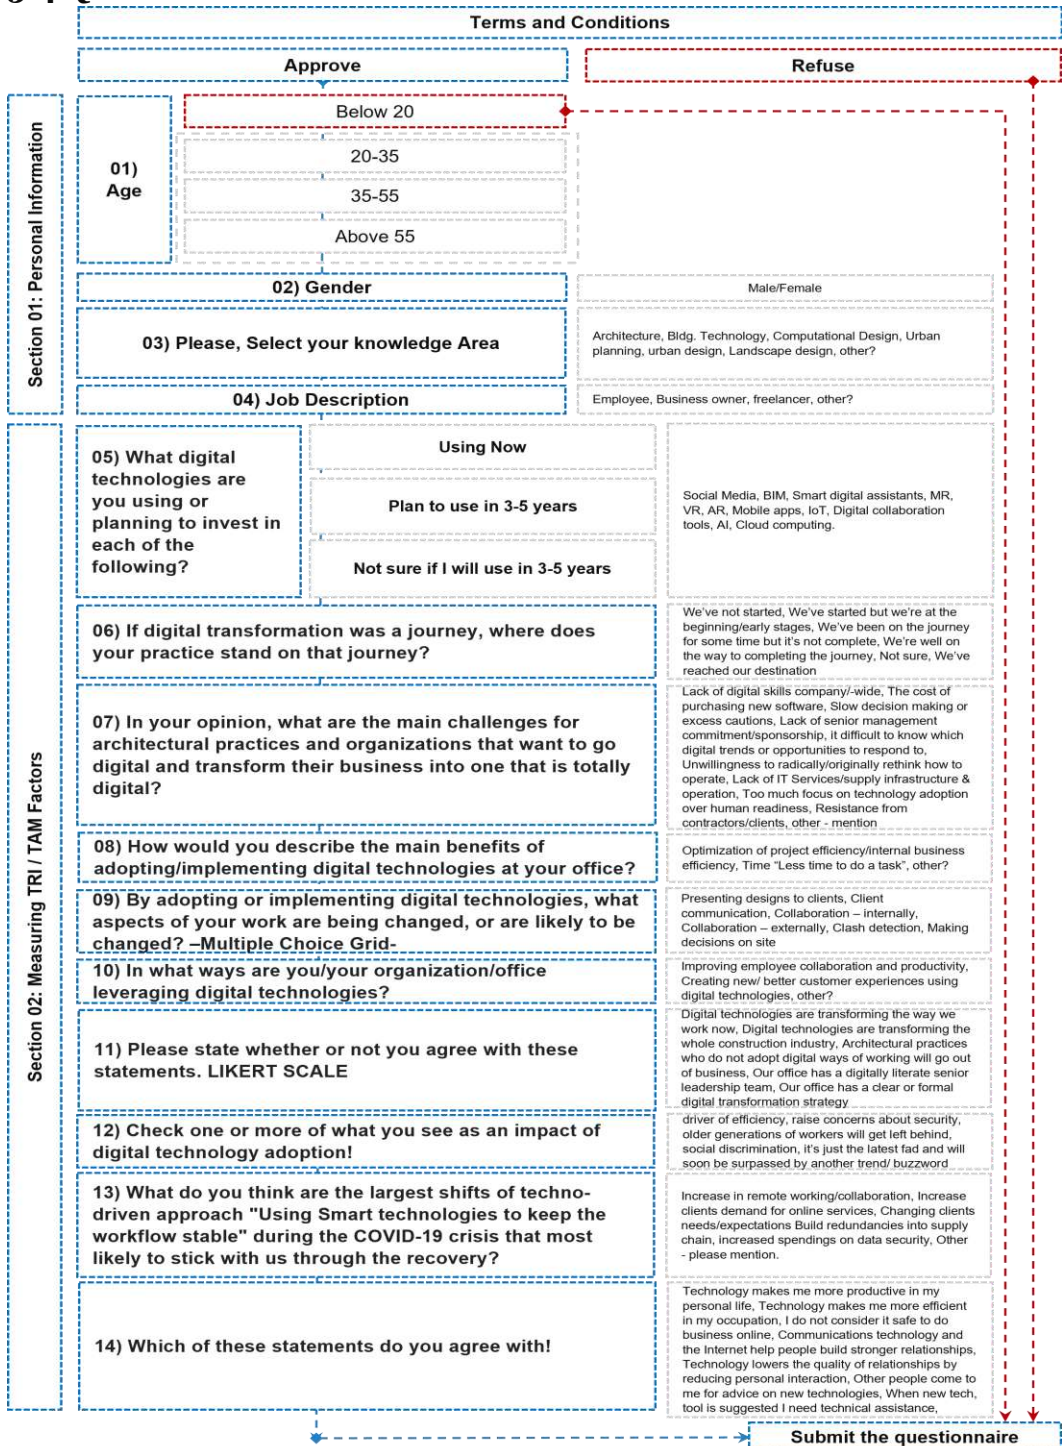 Terms and Conditions
Approve
Refuse
Section 01: Personal Information
01)
Age
Below 20
20-35
35-55
Above 55
02) Gender
Male/Female
03) Please, Select your knowledge Area
Architecture, Bldg. Technology, Computational Design, Urban
planning, urban design, Landscape design, other?
04) Job Description
Employee, Business owner, freelancer, other?
Section 02: Measuring TRI / TAM Factors
05) What digital
technologies are
you using or
planning to invest in
each of the
following?
Using Now
Plan to use in 3-5 years
Not sure if I will use in 3-5 years
Social Media, BIM, Smart digital assistants, MR,
VR, AR, Mobile apps, IoT, Digital collaboration
tools, AI, Cloud computing.
06) If digital transformation was a journey, where does
your practice stand on that journey?
We've not started, We've started but we're at the
beginning/early stages, We've been on the journey
for some time but it's not complete, We're well on
the way to completing the journey, Not sure, We've
reached our destination
07) In your opinion, what are the main challenges for
architectural practices and organizations that want to go
digital and transform their business into one that is totally
digital?
Lack of digital skills company/-wide, The cost of
purchasing new software, Slow decision making or
excess cautions, Lack of senior management
commitment/sponsorship, it difficult to know which
digital trends or opportunities to respond to,
Unwillingness to radically/originally rethink how to
operate, Lack of IT Services/supply infrastructure &
operation, Too much focus on technology adoption
over human readiness, Resistance from
contractors/clients, other - mention
08) How would you describe the main benefits of
adopting/implementing digital technologies at your office?
Optimization of project efficiency/internal business
efficiency, Time “Less time to do a task”, other?
09) By adopting or implementing digital technologies, what
aspects of your work are being changed, or are likely to be
changed? –Multiple Choice Grid-
Presenting designs to clients, Client
communication, Collaboration – internally,
Collaboration – externally, Clash detection, Making
decisions on site
10) In what ways are you/your organization/office
leveraging digital technologies?
Improving employee collaboration and productivity,
Creating new/ better customer experiences using
digital technologies, other?
11) Please state whether or not you agree with these
statements. LIKERT SCALE
Digital technologies are transforming the way we
work now, Digital technologies are transforming the
whole construction industry, Architectural practices
who do not adopt digital ways of working will go out
of business, Our office has a digitally literate senior
leadership team, Our office has a clear or formal
digital transformation strategy
12) Check one or more of what you see as an impact of
digital technology adoption!
driver of efficiency, raise concerns about security,
older generations of workers will get left behind,
social discrimination, it's just the latest fad and will
soon be surpassed by another trend/ buzzword
13) What do you think are the largest shifts of techno-
driven approach "Using Smart technologies to keep the
workflow stable" during the COVID-19 crisis that most
likely to stick with us through the recovery?
Increase in remote working/collaboration, Increase
clients demand for online services, Changing clients
needs/expectations Build redundancies into supply
chain, increased spendings on data security, Other
- please mention.
14) Which of these statements do you agree with!
Technology makes me more productive in my
personal life, Technology makes me more efficient
in my occupation, I do not consider it safe to do
business online, Communications technology and
the Internet help people build stronger relationships,
Technology lowers the quality of relationships by
reducing personal interaction, Other people come to
me for advice on new technologies, When new tech,
tool is suggested I need technical assistance,
Submit the questionnaire